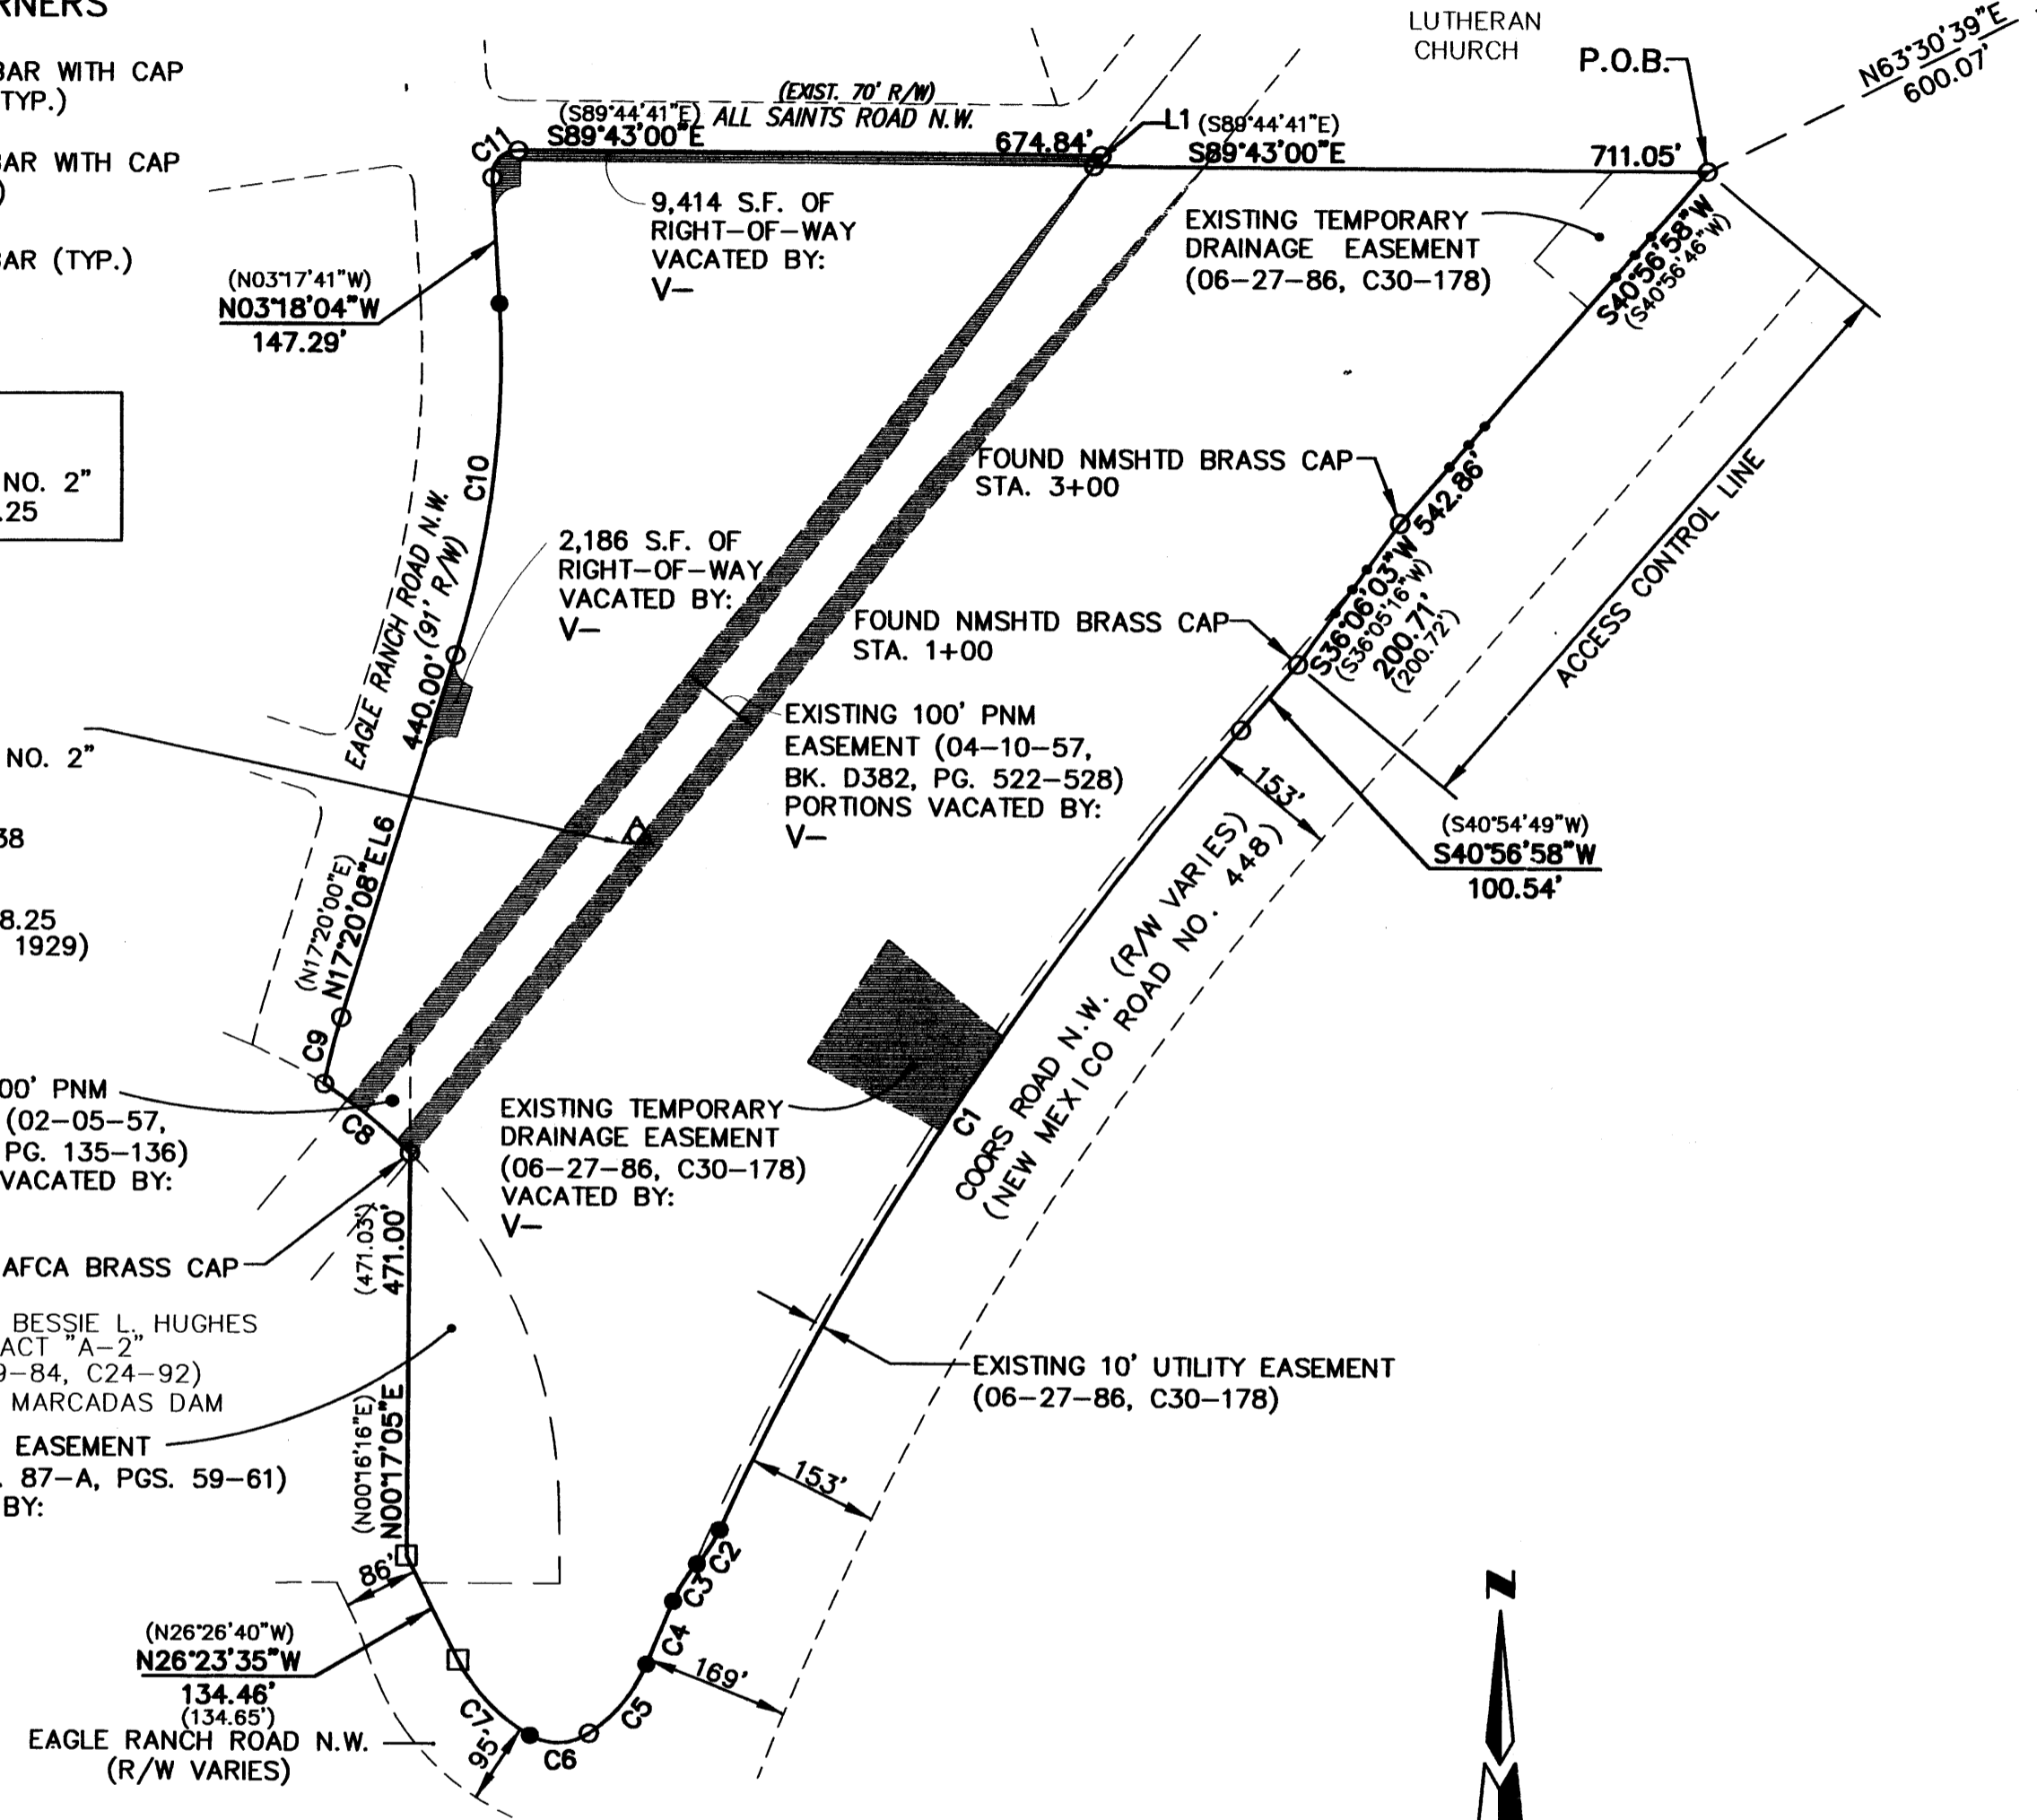 RNERS
BAR WITH CAP
TYP.)
BAR WITH CAP
)
BAR (TYP.)
NO. 2"
.25
NO. 2"
38
8.25
1929)
LUTHERAN
CHURCH
P.O.B.
N63°30'39"E
600.07'
(EXIST. 70' R/W)
(S89°44'41"E) ALL SAINTS ROAD N.W.
S89°43'00"E
674.84'
C11
L1 (S89°44'41"E)
S89°43'00"E
711.05'
9,414 S.F. OF
RIGHT-OF-WAY
VACATED BY:
V-
EXISTING TEMPORARY
DRAINAGE EASEMENT
(06-27-86, C30-178)
S40°56'58"W
(S40°56'46"W)
(N03°17'41"W)
N03°18'04"W
147.29'
C10
FOUND NMSHTD BRASS CAP
STA. 3+00
542.86'
ACCESS CONTROL LINE
2,186 S.F. OF
RIGHT-OF-WAY
VACATED BY:
V-
EAGLE RANCH ROAD N.W.
(91' R/W)
440.00'
FOUND NMSHTD BRASS CAP
STA. 1+00
S36°06'03"W
(S36°05'16"W)
200.71'
(200.72')
EXISTING 100' PNM
EASEMENT (04-10-57,
BK. D382, PG. 522-528)
PORTIONS VACATED BY:
V-
153'
(S40°54'49"W)
S40°56'58"W
100.54'
L6
(N17°20'00"E)
N17°20'08"E
COORS ROAD N.W. (R/W VARIES)
(NEW MEXICO ROAD NO. 448)
C9
C8
00' PNM
(02-05-57,
PG. 135-136)
VACATED BY:
EXISTING TEMPORARY
DRAINAGE EASEMENT
(06-27-86, C30-178)
VACATED BY:
V-
C1
AFCA BRASS CAP
(471.03')
471.00'
BESSIE L. HUGHES
ACT "A-2"
9-84, C24-92)
MARCADAS DAM
EASEMENT
. 87-A, PGS. 59-61)
BY:
EXISTING 10' UTILITY EASEMENT
(06-27-86, C30-178)
(N00°16'16"E)
N00°17'05"E
153'
86'
C2
C3
C4
169'
C5
C6
C7
95'
(N26°26'40"W)
N26°23'35"W
134.46'
(134.65')
EAGLE RANCH ROAD N.W.
(R/W VARIES)
N